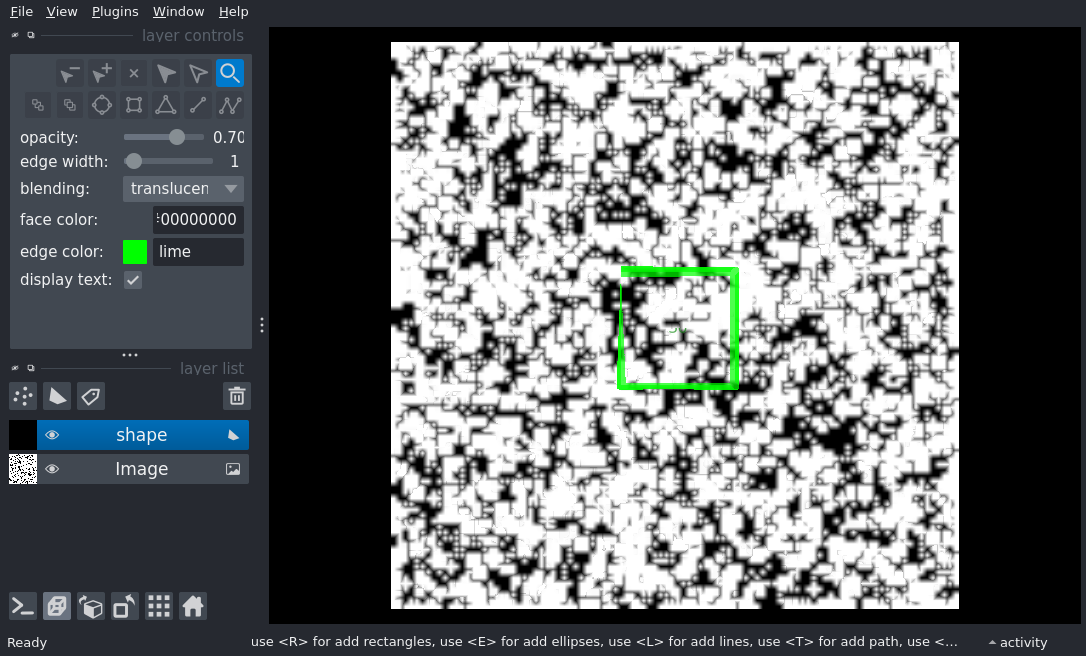 File View Plugins Window Help
layer controls
opacity: 0.70
edge width: 1
blending: translucen
face color: 00000000
edge color: lime
display text:
layer list
shape
Image
Ready use <R> for add rectangles, use <E> for add ellipses, use <L> for add lines, use <T> for add path, use <... activity